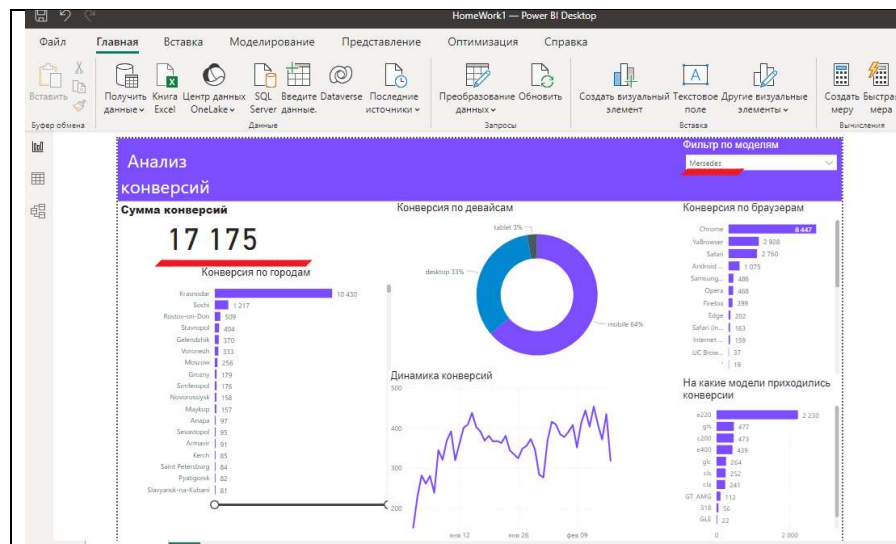 HomeWork1 — Power BI Desktop
Файл Главная Вставка Моделирование Представление Оптимизация Справка
Вставить
Получить данные
Книга Excel
Центр данных OneLake
SQL Server
Введите данные.
Dataverse
Последние источники
Преобразование данных
Обновить
Создать визуальный элемент
Текстовое поле
Другие визуальные элементы
Создать меру
Быстрая мера
Буфер обмена Данные Запросы Вставка Вычисления
Анализ
конверсий
Фильтр по моделям
Mersedes
Сумма конверсий
17 175
Конверсия по городам
Krasnodar 10 430
Sochi 1 217
Rostov-on-Don 509
Stavropol 404
Gelendzhik 370
Voronezh 333
Moscow 256
Grozny 179
Simferopol 176
Novorossiysk 158
Maykop 157
Anapa 97
Sevastopol 95
Armavir 91
Kerch 85
Saint Petersburg 84
Pyatigorsk 82
Slavyansk-na-Kubani 81
Конверсия по девайсам
tablet 3%
desktop 33%
mobile 64%
Динамика конверсий
500
400
300
200
янв 12 янв 26 фев 09
Конверсия по браузерам
Chrome 8 447
YaBrowser 2 928
Safari 2 760
Android ... 1 075
Samsung... 486
Opera 468
Firefox 399
Edge 202
Safari (in... 163
Internet ... 159
UC Brow... 37
19
На какие модели приходились
конверсии
e220 2 230
gls 477
c200 473
e400 439
glc 264
cls 252
cla 241
GT_AMG 112
318 56
GLE 22
0 2 000